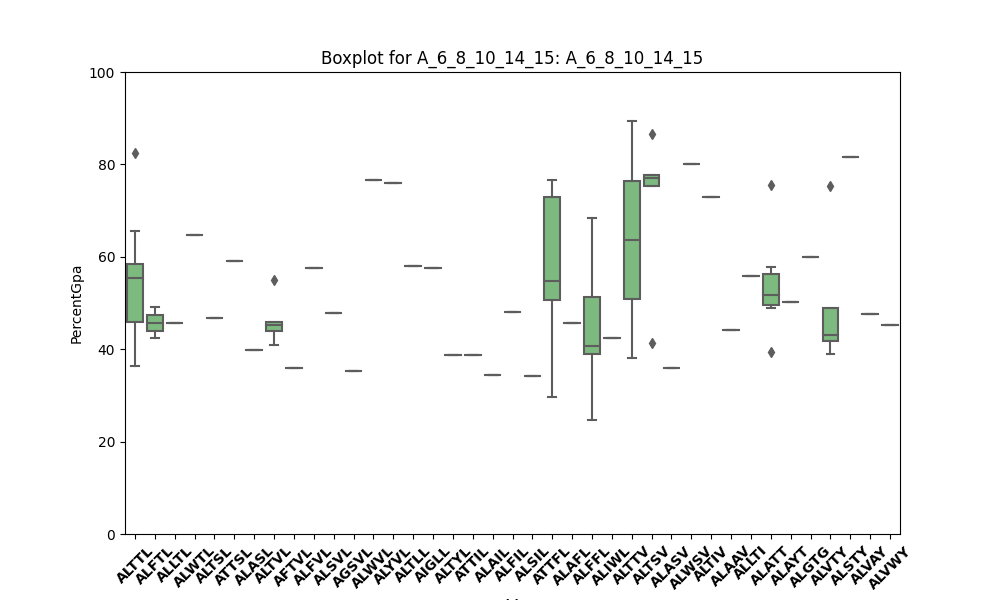 Boxplot for A_6_8_10_14_15: A_6_8_10_14_15
100
80
60
40
20
0
PercentGpa
ALTTL
ALFTL
ALLTL
ALWTL
ALTSL
ATTSL
ALASL
ALTVL
AFTVL
ALFVL
ALSVL
AGSVL
ALWVL
ALYVL
ALTLL
AIGLL
ALTYL
ATTIL
ALAIL
ALFIL
ALSIL
ATTFL
ALAFL
ALFFL
ALIWL
ALTTV
ALTSV
ALASV
ALWSV
ALTIV
ALAAV
ALLTI
ALATT
ALAYT
ALGTG
ALVTY
ALSTY
ALVAY
ALVWY